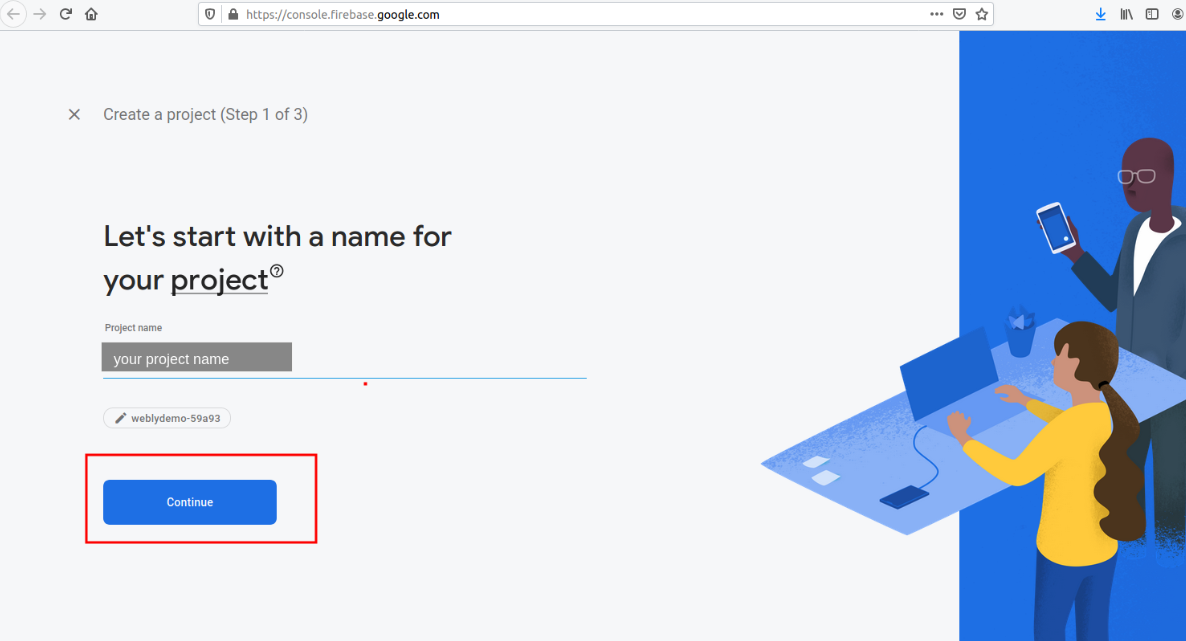 https://console.firebase.google.com
Create a project (Step 1 of 3)
Let's start with a name for
your project
Project name
your project name
weblydemo-59a93
Continue